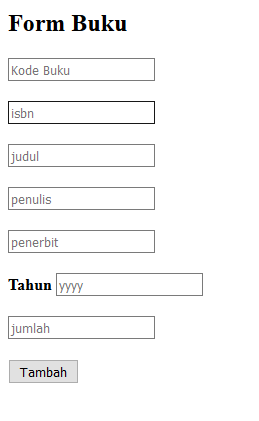 Form Buku
Kode Buku
isbn
judul
penulis
penerbit
Tahun yyyy
jumlah
Tambah